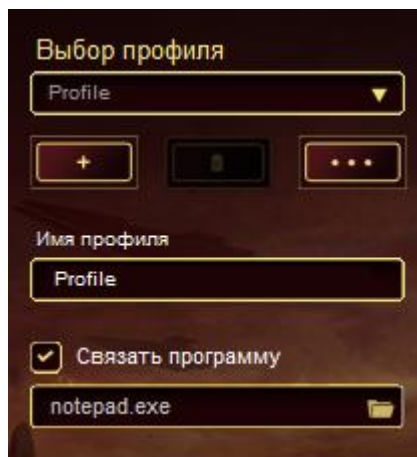 Выбор профиля
Profile
+
•••
Имя профиля
Profile
Связать программу
notepad.exe